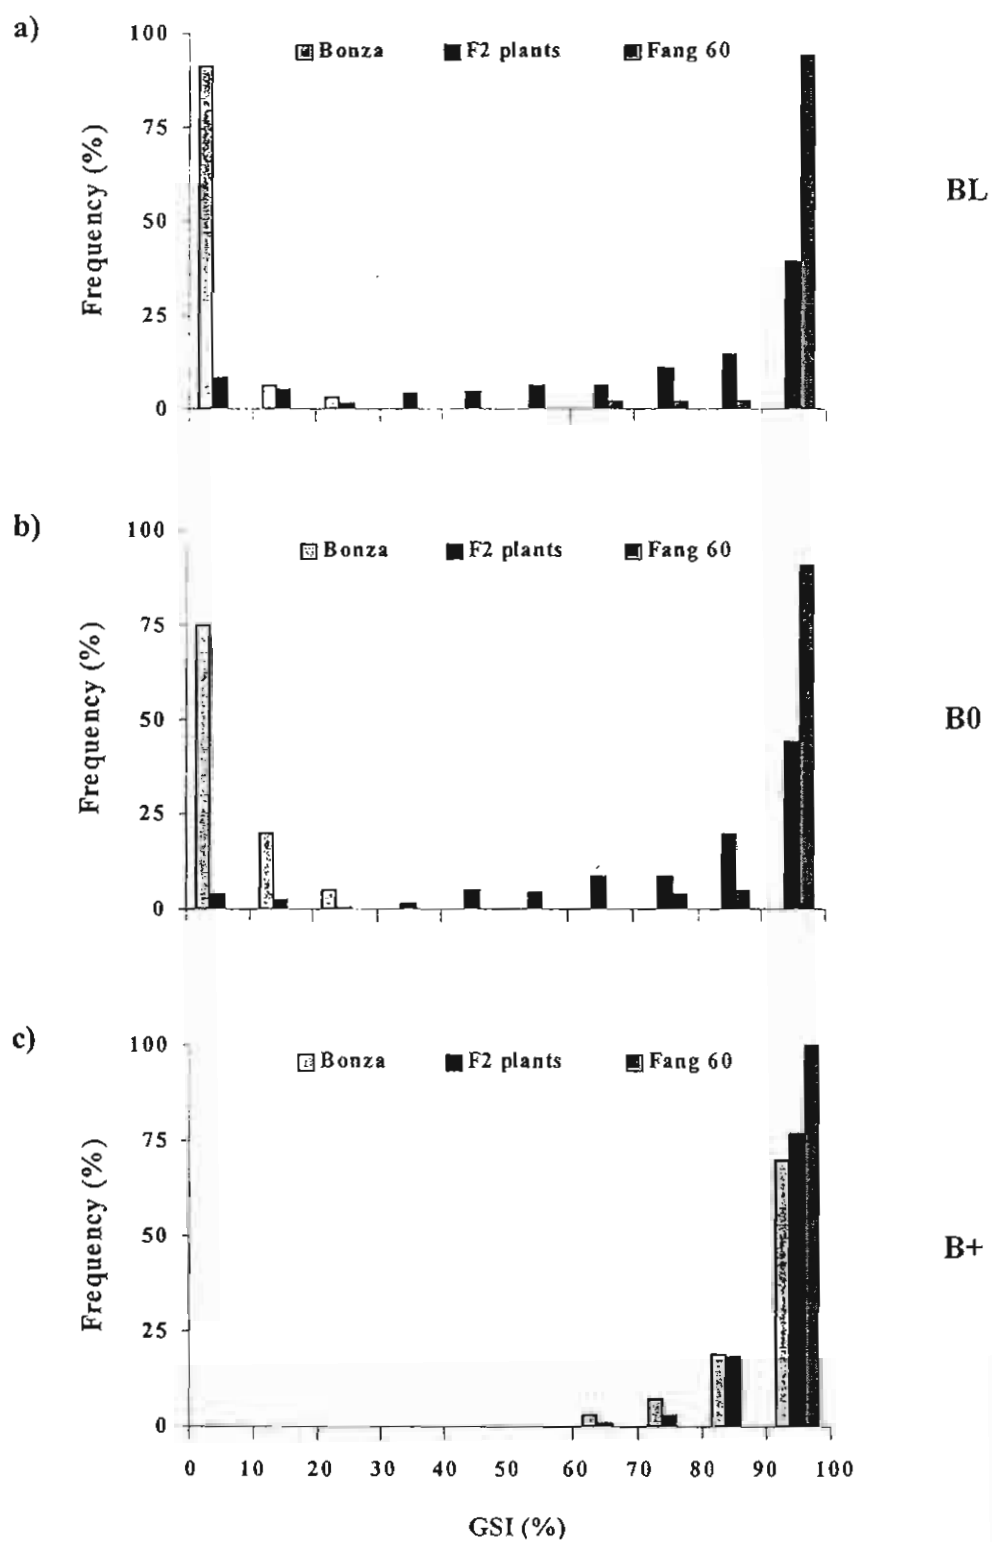 a)
100
Bonza F2 plants Fang 60
75
50
25
0
Frequency (%)
BL
b)
100
Bonza F2 plants Fang 60
75
50
25
0
Frequency (%)
B0
c)
100
Bonza F2 plants Fang 60
75
50
25
0
Frequency (%)
B+
0 10 20 30 40 50 60 70 80 90 100
GSI (%)